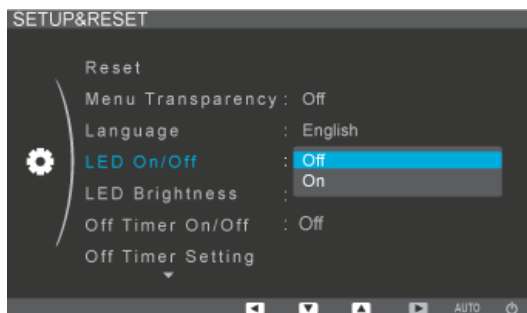 SETUP&RESET
Reset
Menu Transparency : Off
Language : English
LED On/Off : Off
On
LED Brightness :
Off Timer On/Off : Off
Off Timer Setting
AUTO